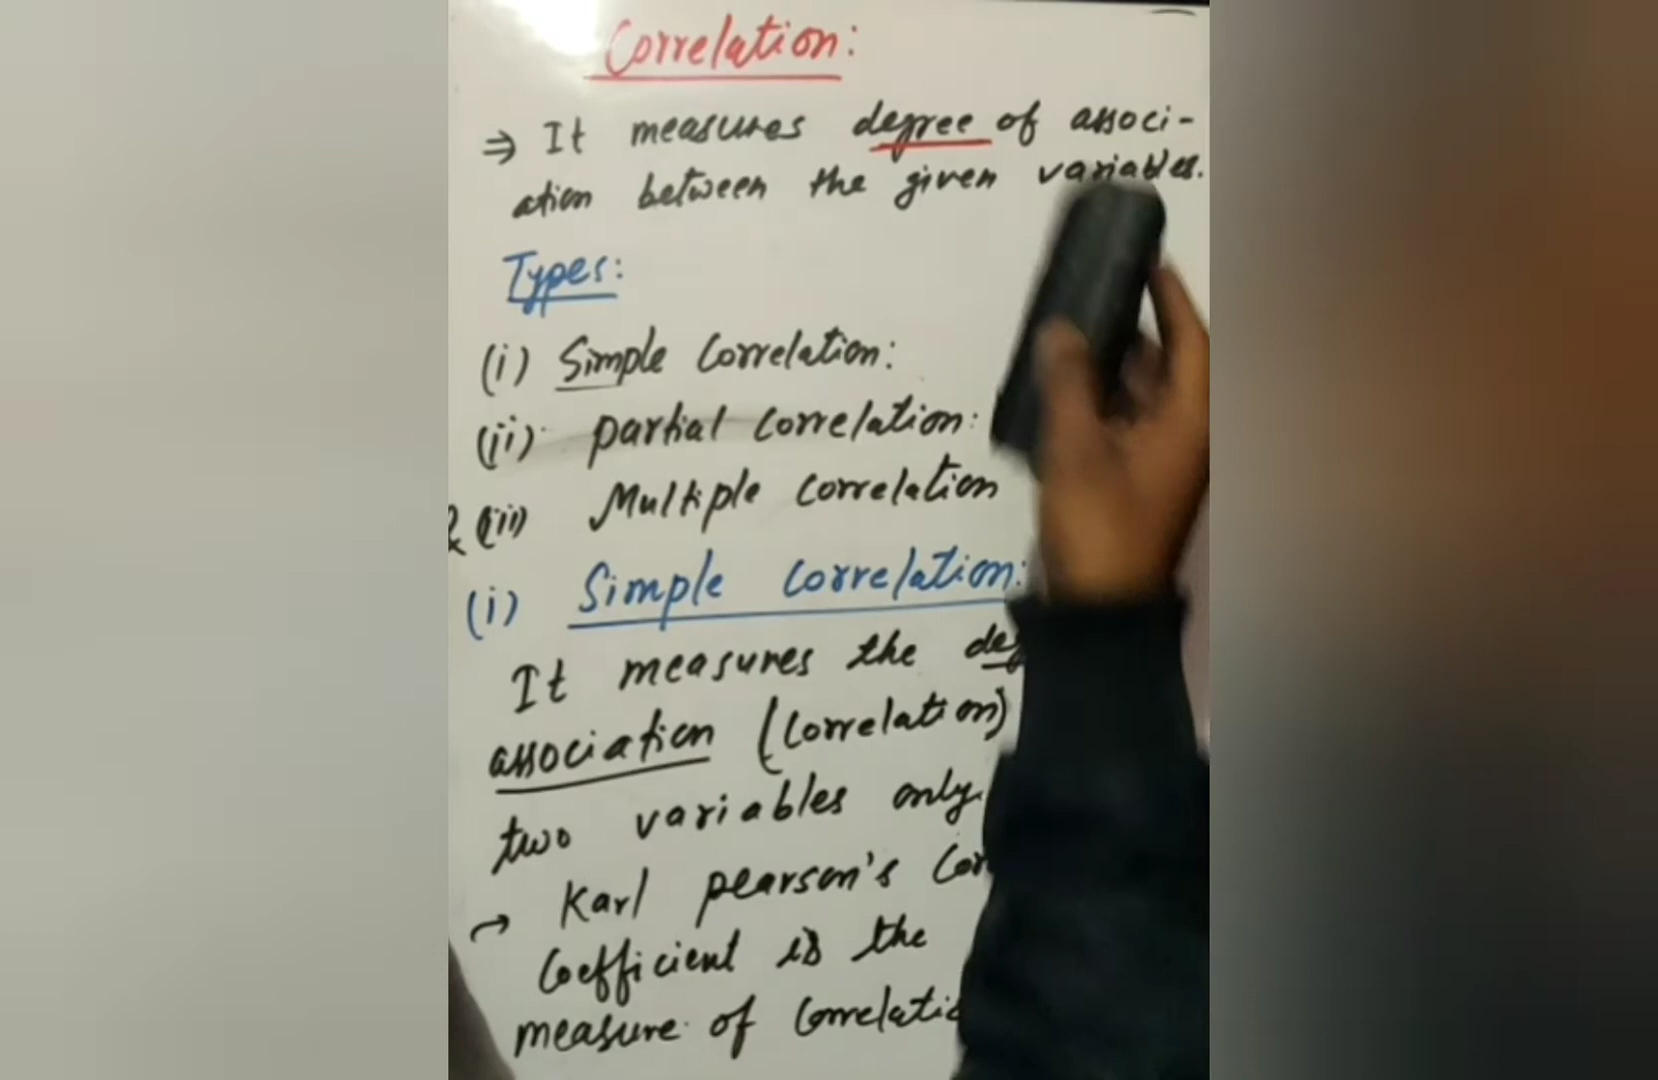 Correlation:
⇒ It measures degree of associ-
ation between the given variables.
Types:
(i) Simple Correlation:
(ii) partial correlation:
& (iii) Multiple correlation
(i) Simple correlation:
It measures the
association (correlation)
two variables only.
→ Karl pearson's
Coefficient is the
measure of